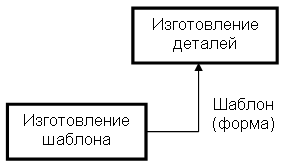 Изготовление
деталей
Шаблон
(форма)
Изготовление
шаблона